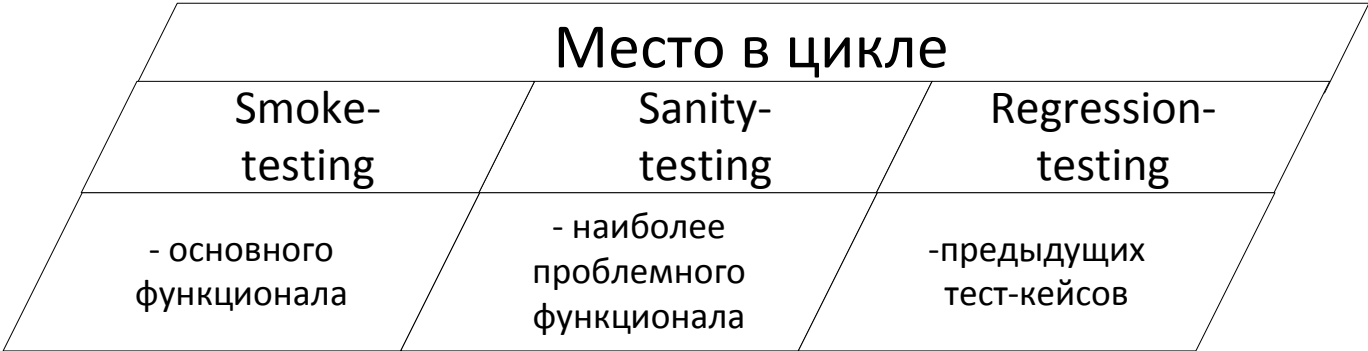 Место в цикле
Smoke-
testing
Sanity-
testing
Regression-
testing
- основного
функционала
- наиболее
проблемного
функционала
-предыдущих
тест-кейсов